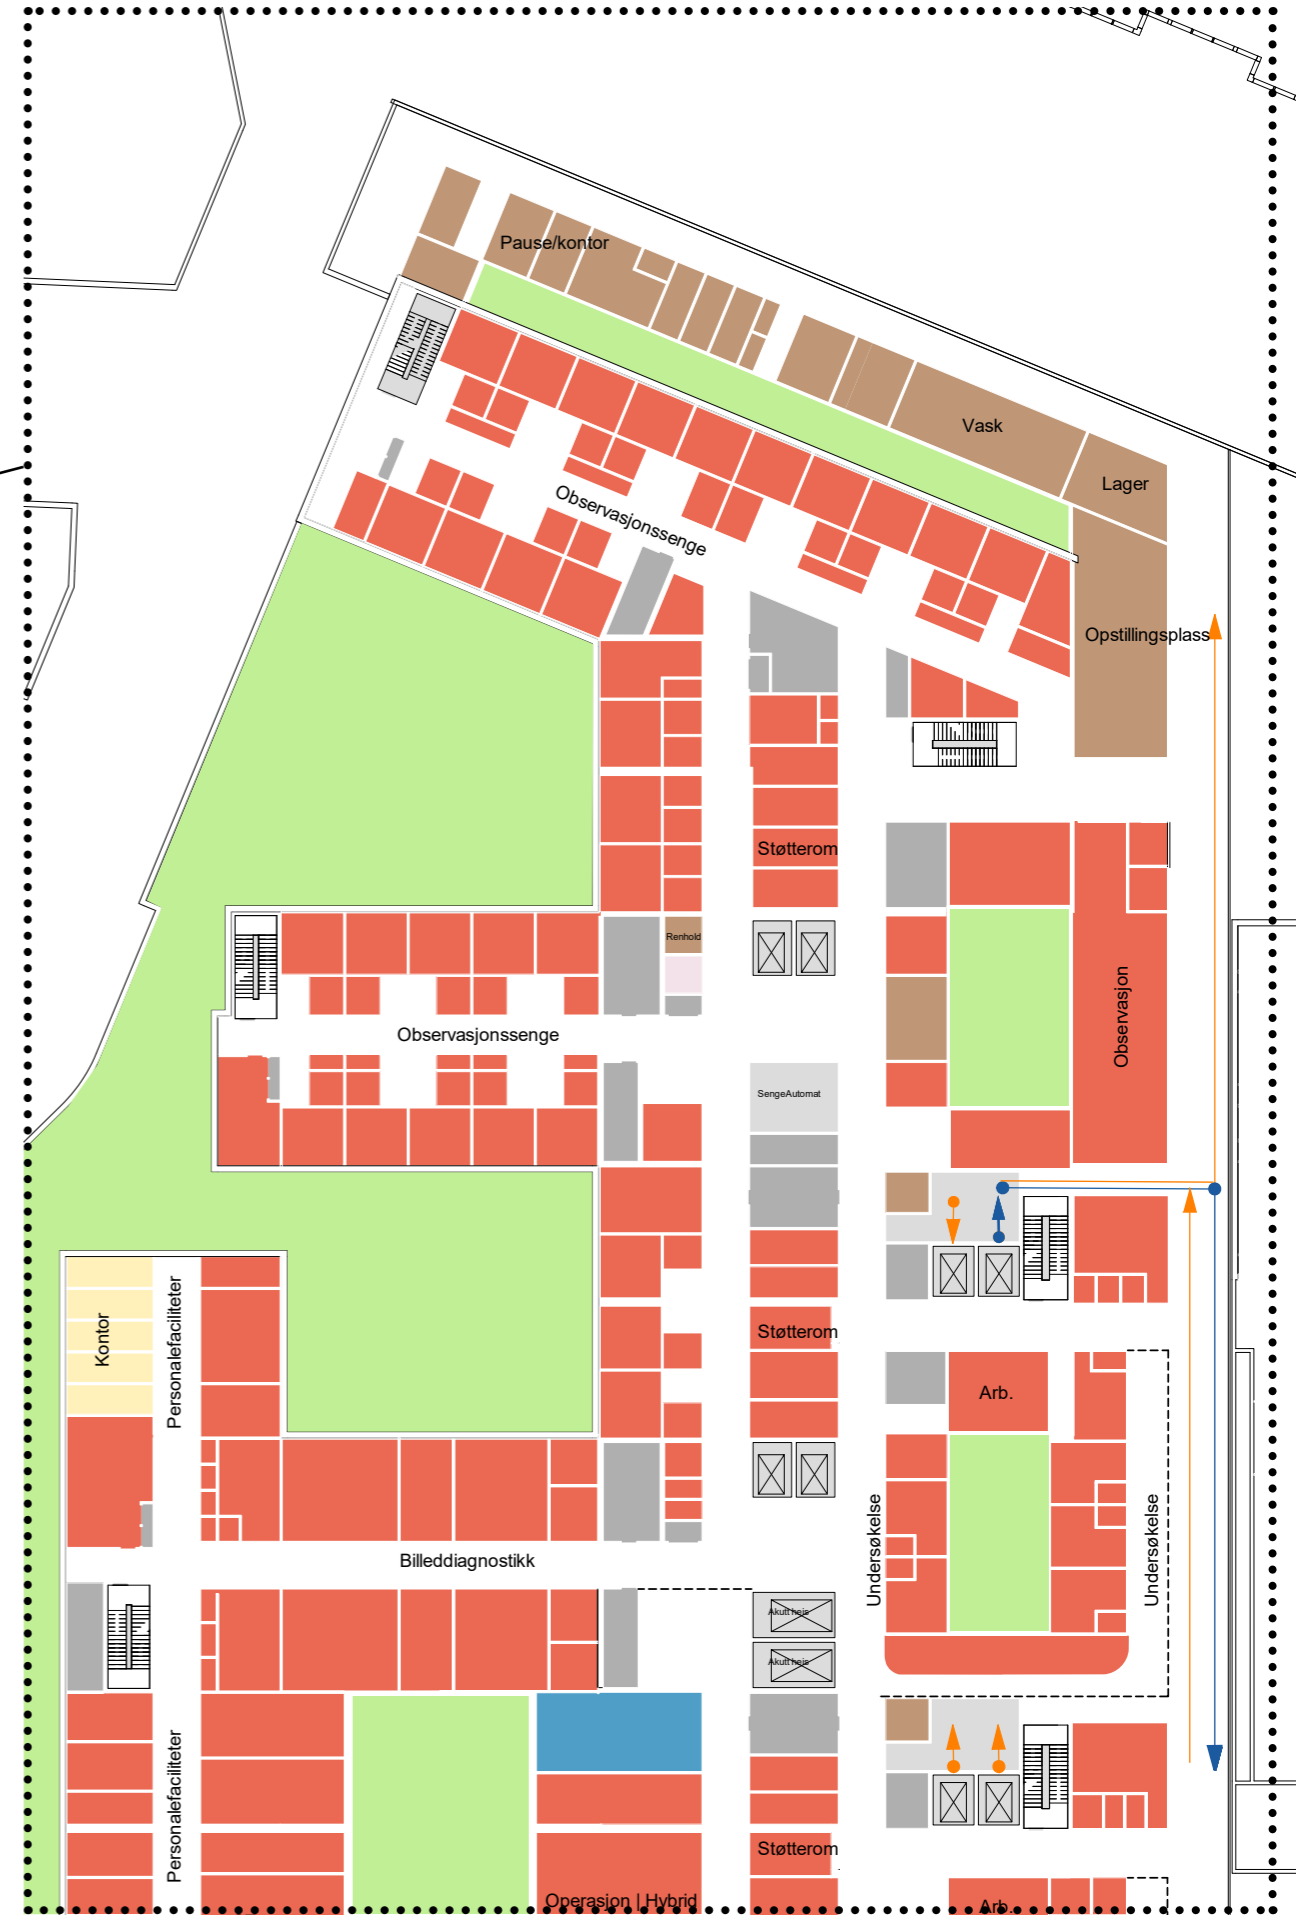 Pause/kontor
Vask
Lager
Observasjonssenge
Opstillingsplass
Støtterom
Renhold
Observasjon
Observasjonssenge
SengeAutomat
Kontor
Personalefaciliteter
Støtterom
Arb.
Undersøkelse
Undersøkelse
Billeddiagnostikk
Akutt heis
Akutt heis
Personalefaciliteter
Støtterom
Operasjon | Hybrid
Arb.